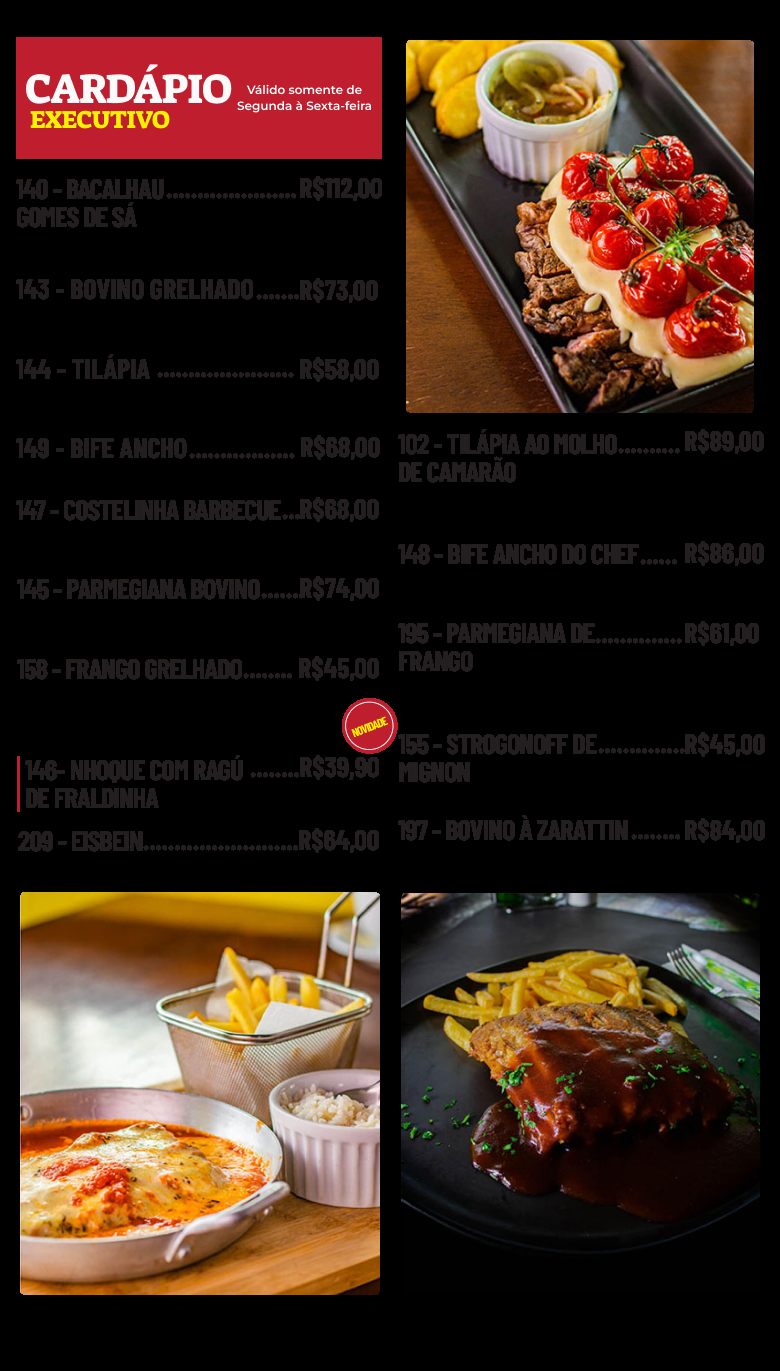 CARDÁPIO
EXECUTIVO
Válido somente de
Segunda à Sexta-feira
140 - BACALHAU.....................R$112,00
GOMES DE SÁ
143 - BOVINO GRELHADO.......R$73,00
144 - TILÁPIA ...................... R$58,00
149 - BIFE ANCHO................. R$68,00
147 - COSTELINHA BARBECUE...R$68,00
145 - PARMEGIANA BOVINO......R$74,00
158 - FRANGO GRELHADO........ R$45,00
NOVIDADE
146- NHOQUE COM RAGÚ ........R$39,90
DE FRALDINHA
209 - EISBEIN.........................R$64,00
102 - TILÁPIA AO MOLHO.......... R$89,00
DE CAMARÃO
148 - BIFE ANCHO DO CHEF...... R$86,00
195 - PARMEGIANA DE..............R$61,00
FRANGO
155 - STROGONOFF DE..............R$45,00
MIGNON
197 - BOVINO À ZARATTIN ........ R$84,00